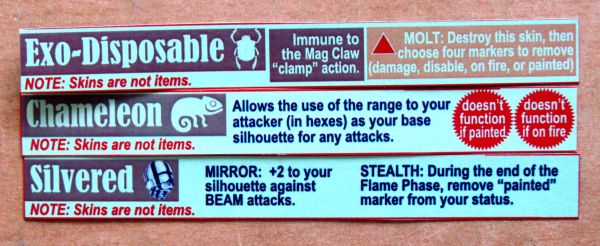 Exo-Disposable
NOTE: Skins are not items.
Immune to
the Mag Claw
"clamp" action.
MOLT: Destroy this skin, then
choose four markers to remove
(damage, disable, on fire, or painted)
Chameleon
NOTE: Skins are not items.
Allows the use of the range to your
attacker (in hexes) as your base
silhouette for any attacks.
doesn't
function
if painted.
doesn't
function
if on fire.
Silvered
NOTE: Skins are not items.
MIRROR: +2 to your
silhouette against
BEAM attacks.
STEALTH: During the end of the
Flame Phase, remove "painted"
marker from your status.